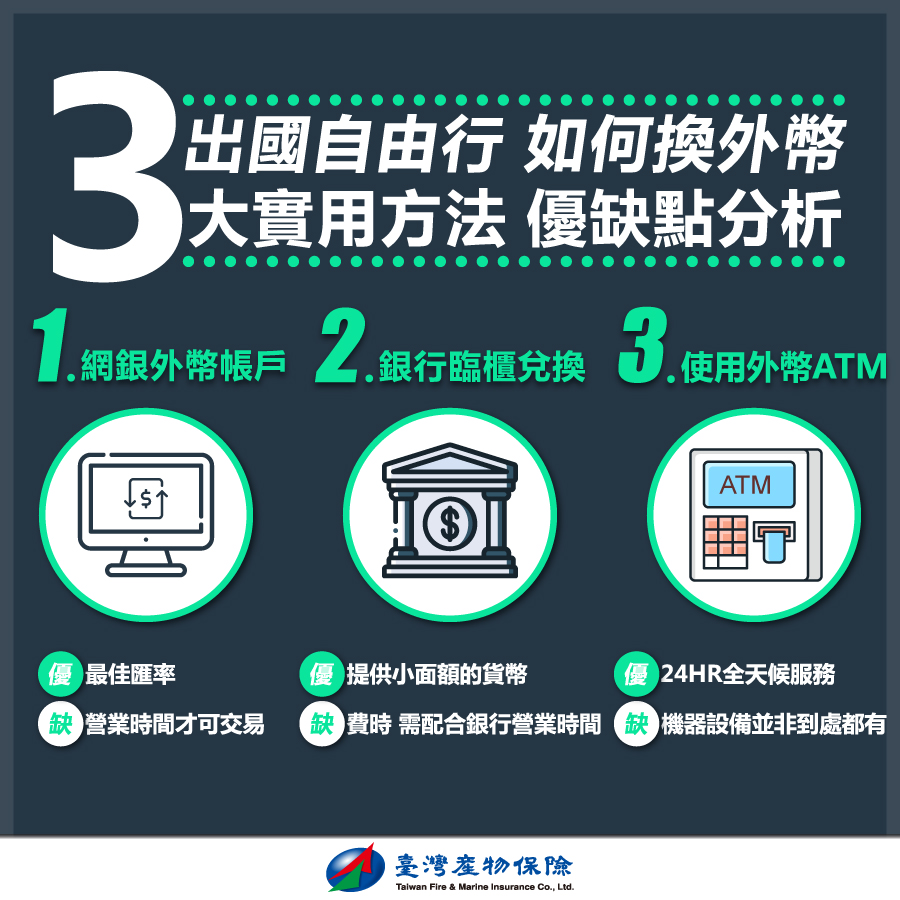 出國自由行 如何換外幣
3大實用方法 優缺點分析
1.網銀外幣帳戶
2.銀行臨櫃兌換
3.使用外幣ATM
$
$
ATM
優 最佳匯率
缺 營業時間才可交易
優 提供小面額的貨幣
缺 費時 需配合銀行營業時間
優 24HR全天候服務
缺 機器設備並非到處都有
臺灣產物保險
Taiwan Fire & Marine Insurance Co., Ltd.